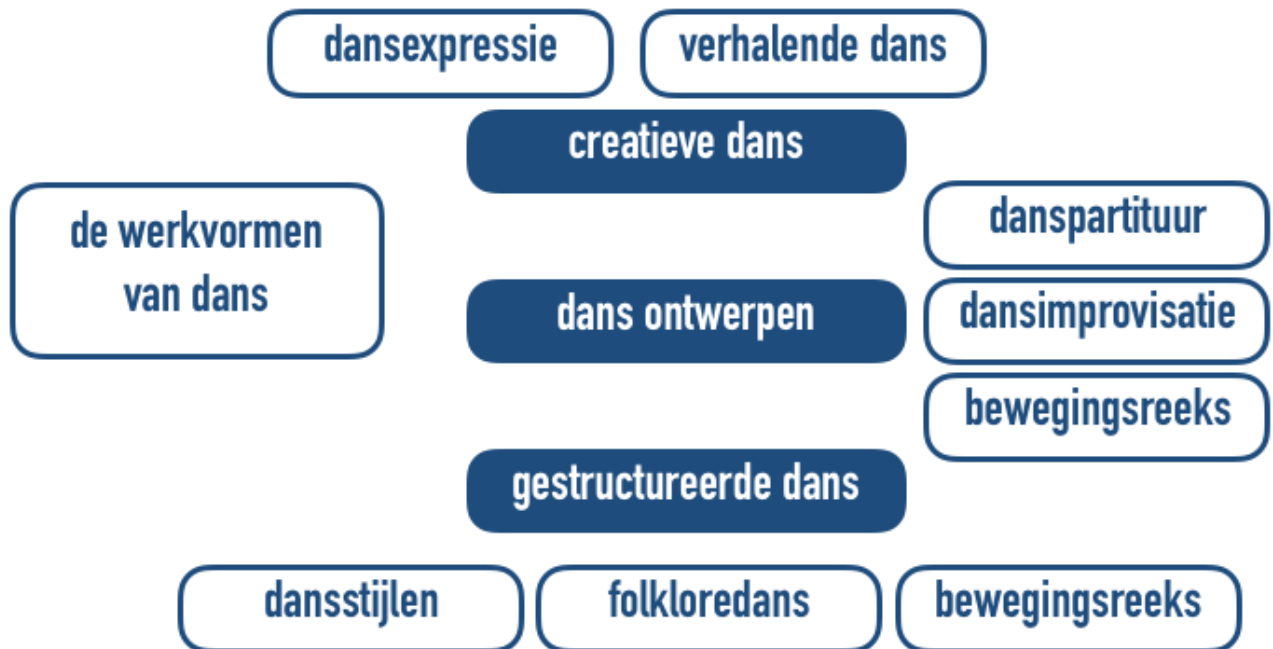 dansexpressie
verhalende dans
creatieve dans
de werkvormen
van dans
danspartituur
dans ontwerpen
dansimprovisatie
bewegingsreeks
gestructureerde dans
dansstijlen
folkloredans
bewegingsreeks